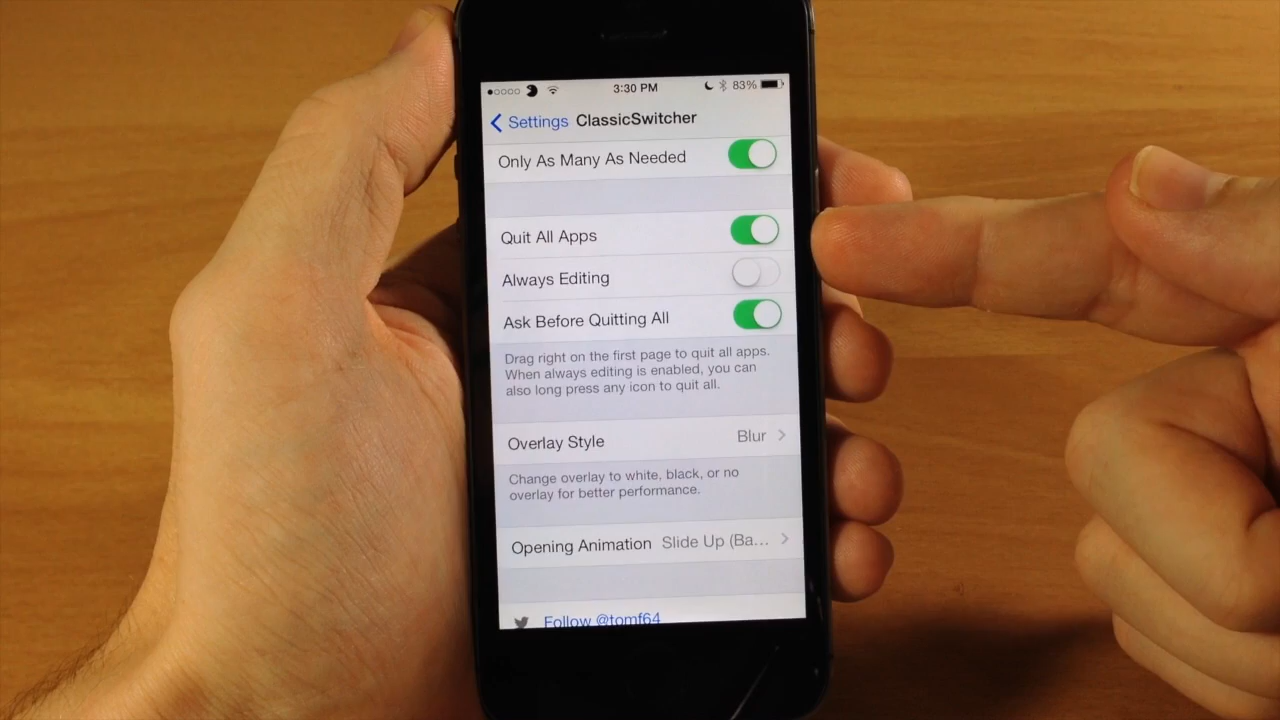 3:30 PM
83%
Settings ClassicSwitcher
Only As Many As Needed
Quit All Apps
Always Editing
Ask Before Quitting All
Drag right on the first page to quit all apps.
When always editing is enabled, you can
also long press any icon to quit all.
Overlay Style Blur
Change overlay to white, black, or no
overlay for better performance.
Opening Animation Slide Up (Ba...
Follow @tomf64